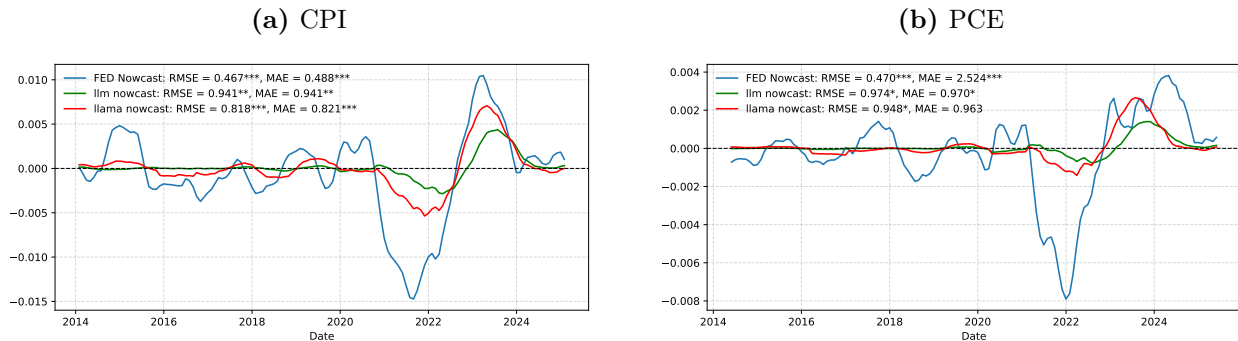 (a) CPI
FED Nowcast: RMSE = 0.467***, MAE = 0.488***
llm nowcast: RMSE = 0.941**, MAE = 0.941**
llama nowcast: RMSE = 0.818***, MAE = 0.821***
0.010
0.005
0.000
−0.005
−0.010
−0.015
2014 2016 2018 2020 2022 2024
Date
(b) PCE
FED Nowcast: RMSE = 0.470***, MAE = 2.524***
llm nowcast: RMSE = 0.974*, MAE = 0.970*
llama nowcast: RMSE = 0.948*, MAE = 0.963
0.004
0.002
0.000
−0.002
−0.004
−0.006
−0.008
2014 2016 2018 2020 2022 2024
Date